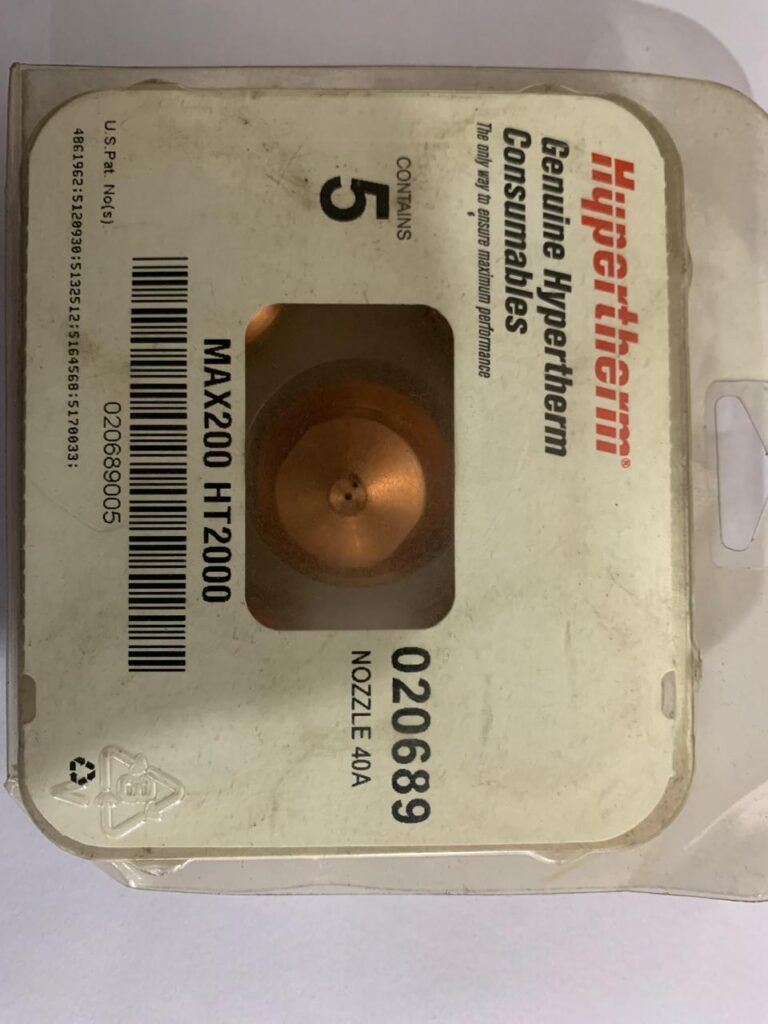 Hypertherm®
Genuine Hypertherm
Consumables
The only way to ensure maximum performance
CONTAINS
5
020689
NOZZLE 40A
MAX200 HT2000
020689005
U.S.Pat. No(s).
4861962;5120930;5132512;5164568;5170033;